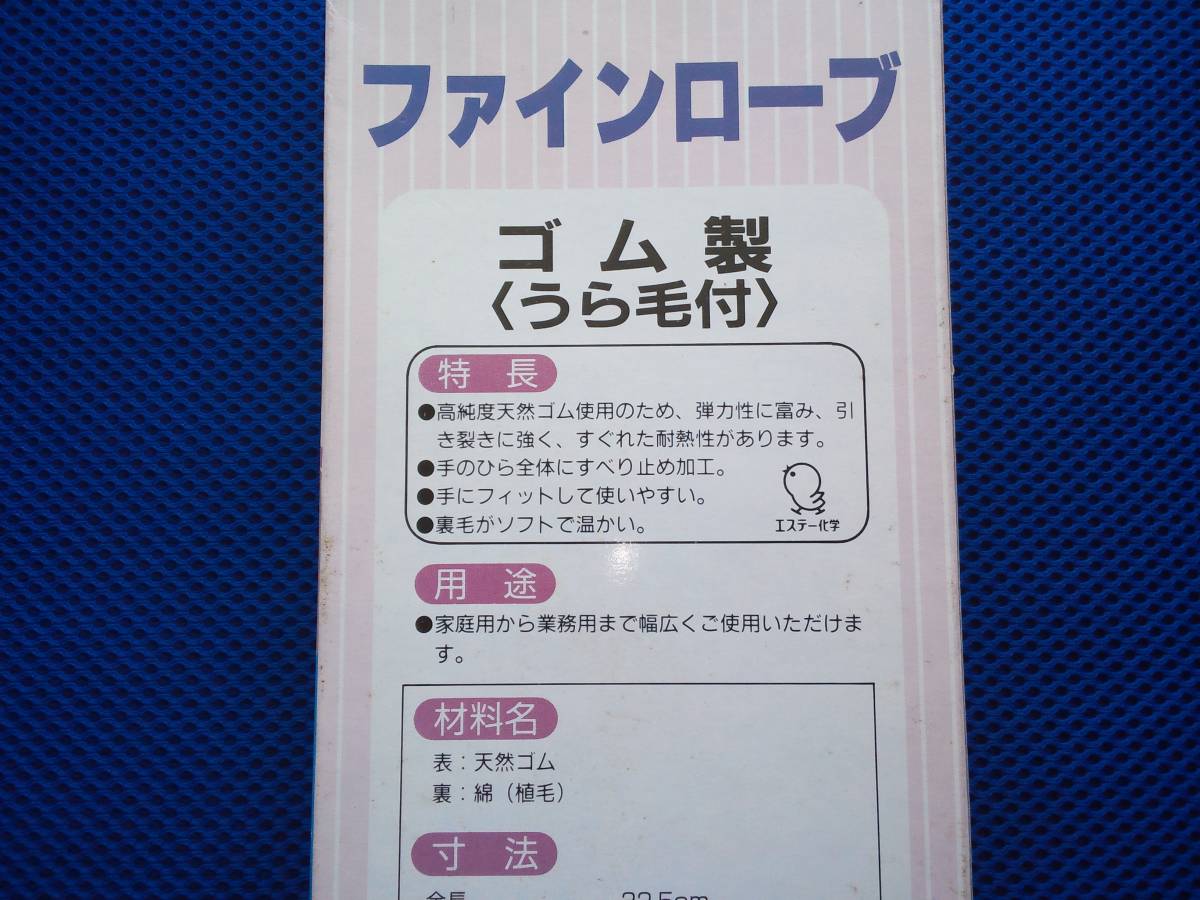 ファインローブ
ゴム製
〈うら毛付〉
特長
●高純度天然ゴム使用のため、弾力性に富み、引
き裂きに強く、すぐれた耐熱性があります。
●手のひら全体にすべり止め加工。
●手にフィットして使いやすい。
●裏毛がソフトで温かい。
エステー化学
用途
●家庭用から業務用まで幅広くご使用いただけま
す。
材料名
表：天然ゴム
裏：綿（植毛）
寸法
全長